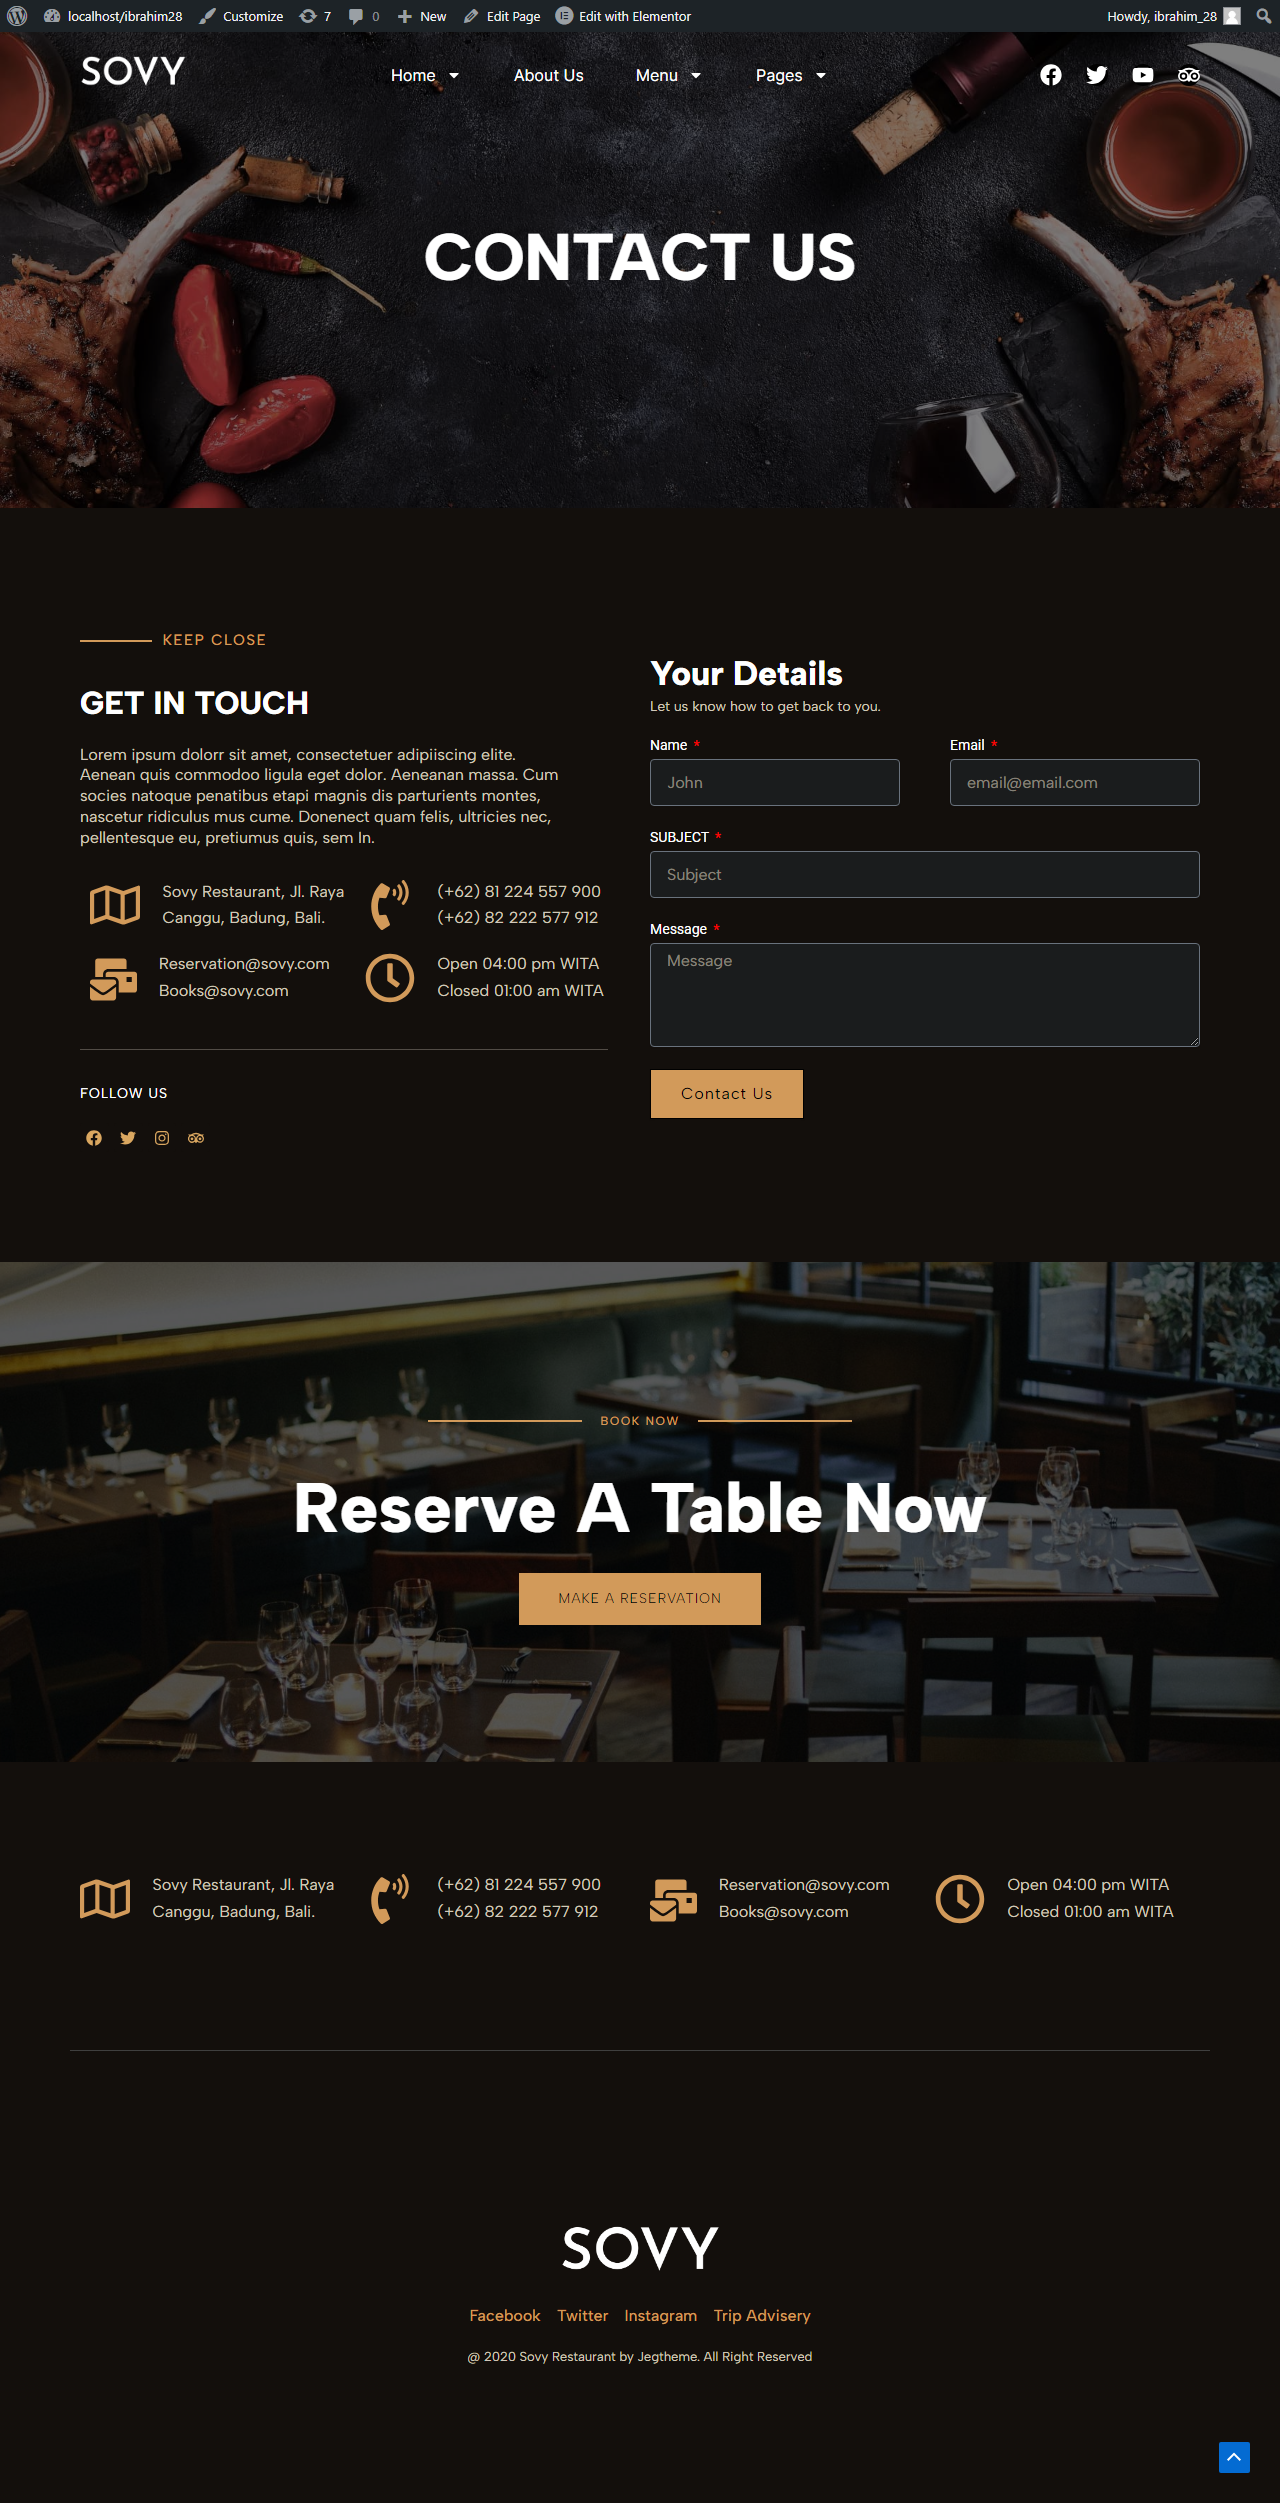 localhost/ibrahim28 Customize 7 0 New Edit Page Edit with Elementor Howdy, ibrahim_28
SOVY Home About Us Menu Pages
CONTACT US
KEEP CLOSE
GET IN TOUCH
Lorem ipsum dolorr sit amet, consectetuer adipiiscing elite.
Aenean quis commodoo ligula eget dolor. Aeneanan massa. Cum
socies natoque penatibus etapi magnis dis parturients montes,
nascetur ridiculus mus cume. Donenect quam felis, ultricies nec,
pellentesque eu, pretiumus quis, sem In.
Sovy Restaurant, Jl. Raya
Canggu, Badung, Bali.
(+62) 81 224 557 900
(+62) 82 222 577 912
Reservation@sovy.com
Books@sovy.com
Open 04:00 pm WITA
Closed 01:00 am WITA
FOLLOW US
Your Details
Let us know how to get back to you.
Name * Email *
John email@email.com
SUBJECT *
Subject
Message *
Message
Contact Us
BOOK NOW
Reserve A Table Now
MAKE A RESERVATION
Sovy Restaurant, Jl. Raya
Canggu, Badung, Bali.
(+62) 81 224 557 900
(+62) 82 222 577 912
Reservation@sovy.com
Books@sovy.com
Open 04:00 pm WITA
Closed 01:00 am WITA
SOVY
Facebook Twitter Instagram Trip Advisery
@ 2020 Sovy Restaurant by Jegtheme. All Right Reserved